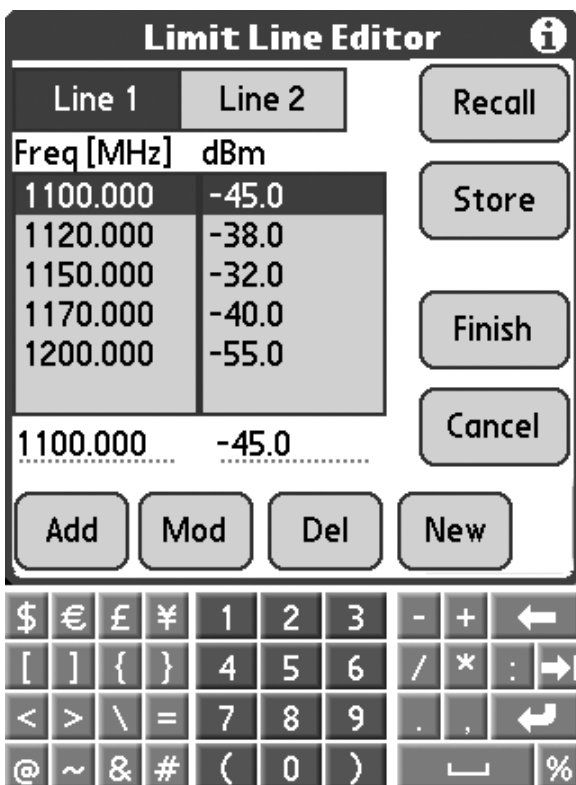 Limit Line Editor i
Line 1 Line 2 Recall
Freq [MHz] dBm
1100.000 -45.0 Store
1120.000 -38.0
1150.000 -32.0
1170.000 -40.0 Finish
1200.000 -55.0
1100.000 -45.0 Cancel
Add Mod Del New
$ € £ ¥ 1 2 3 - +
[ ] { } 4 5 6 / * :
< > \ = 7 8 9 . ,
@ ~ & # ( 0 ) %